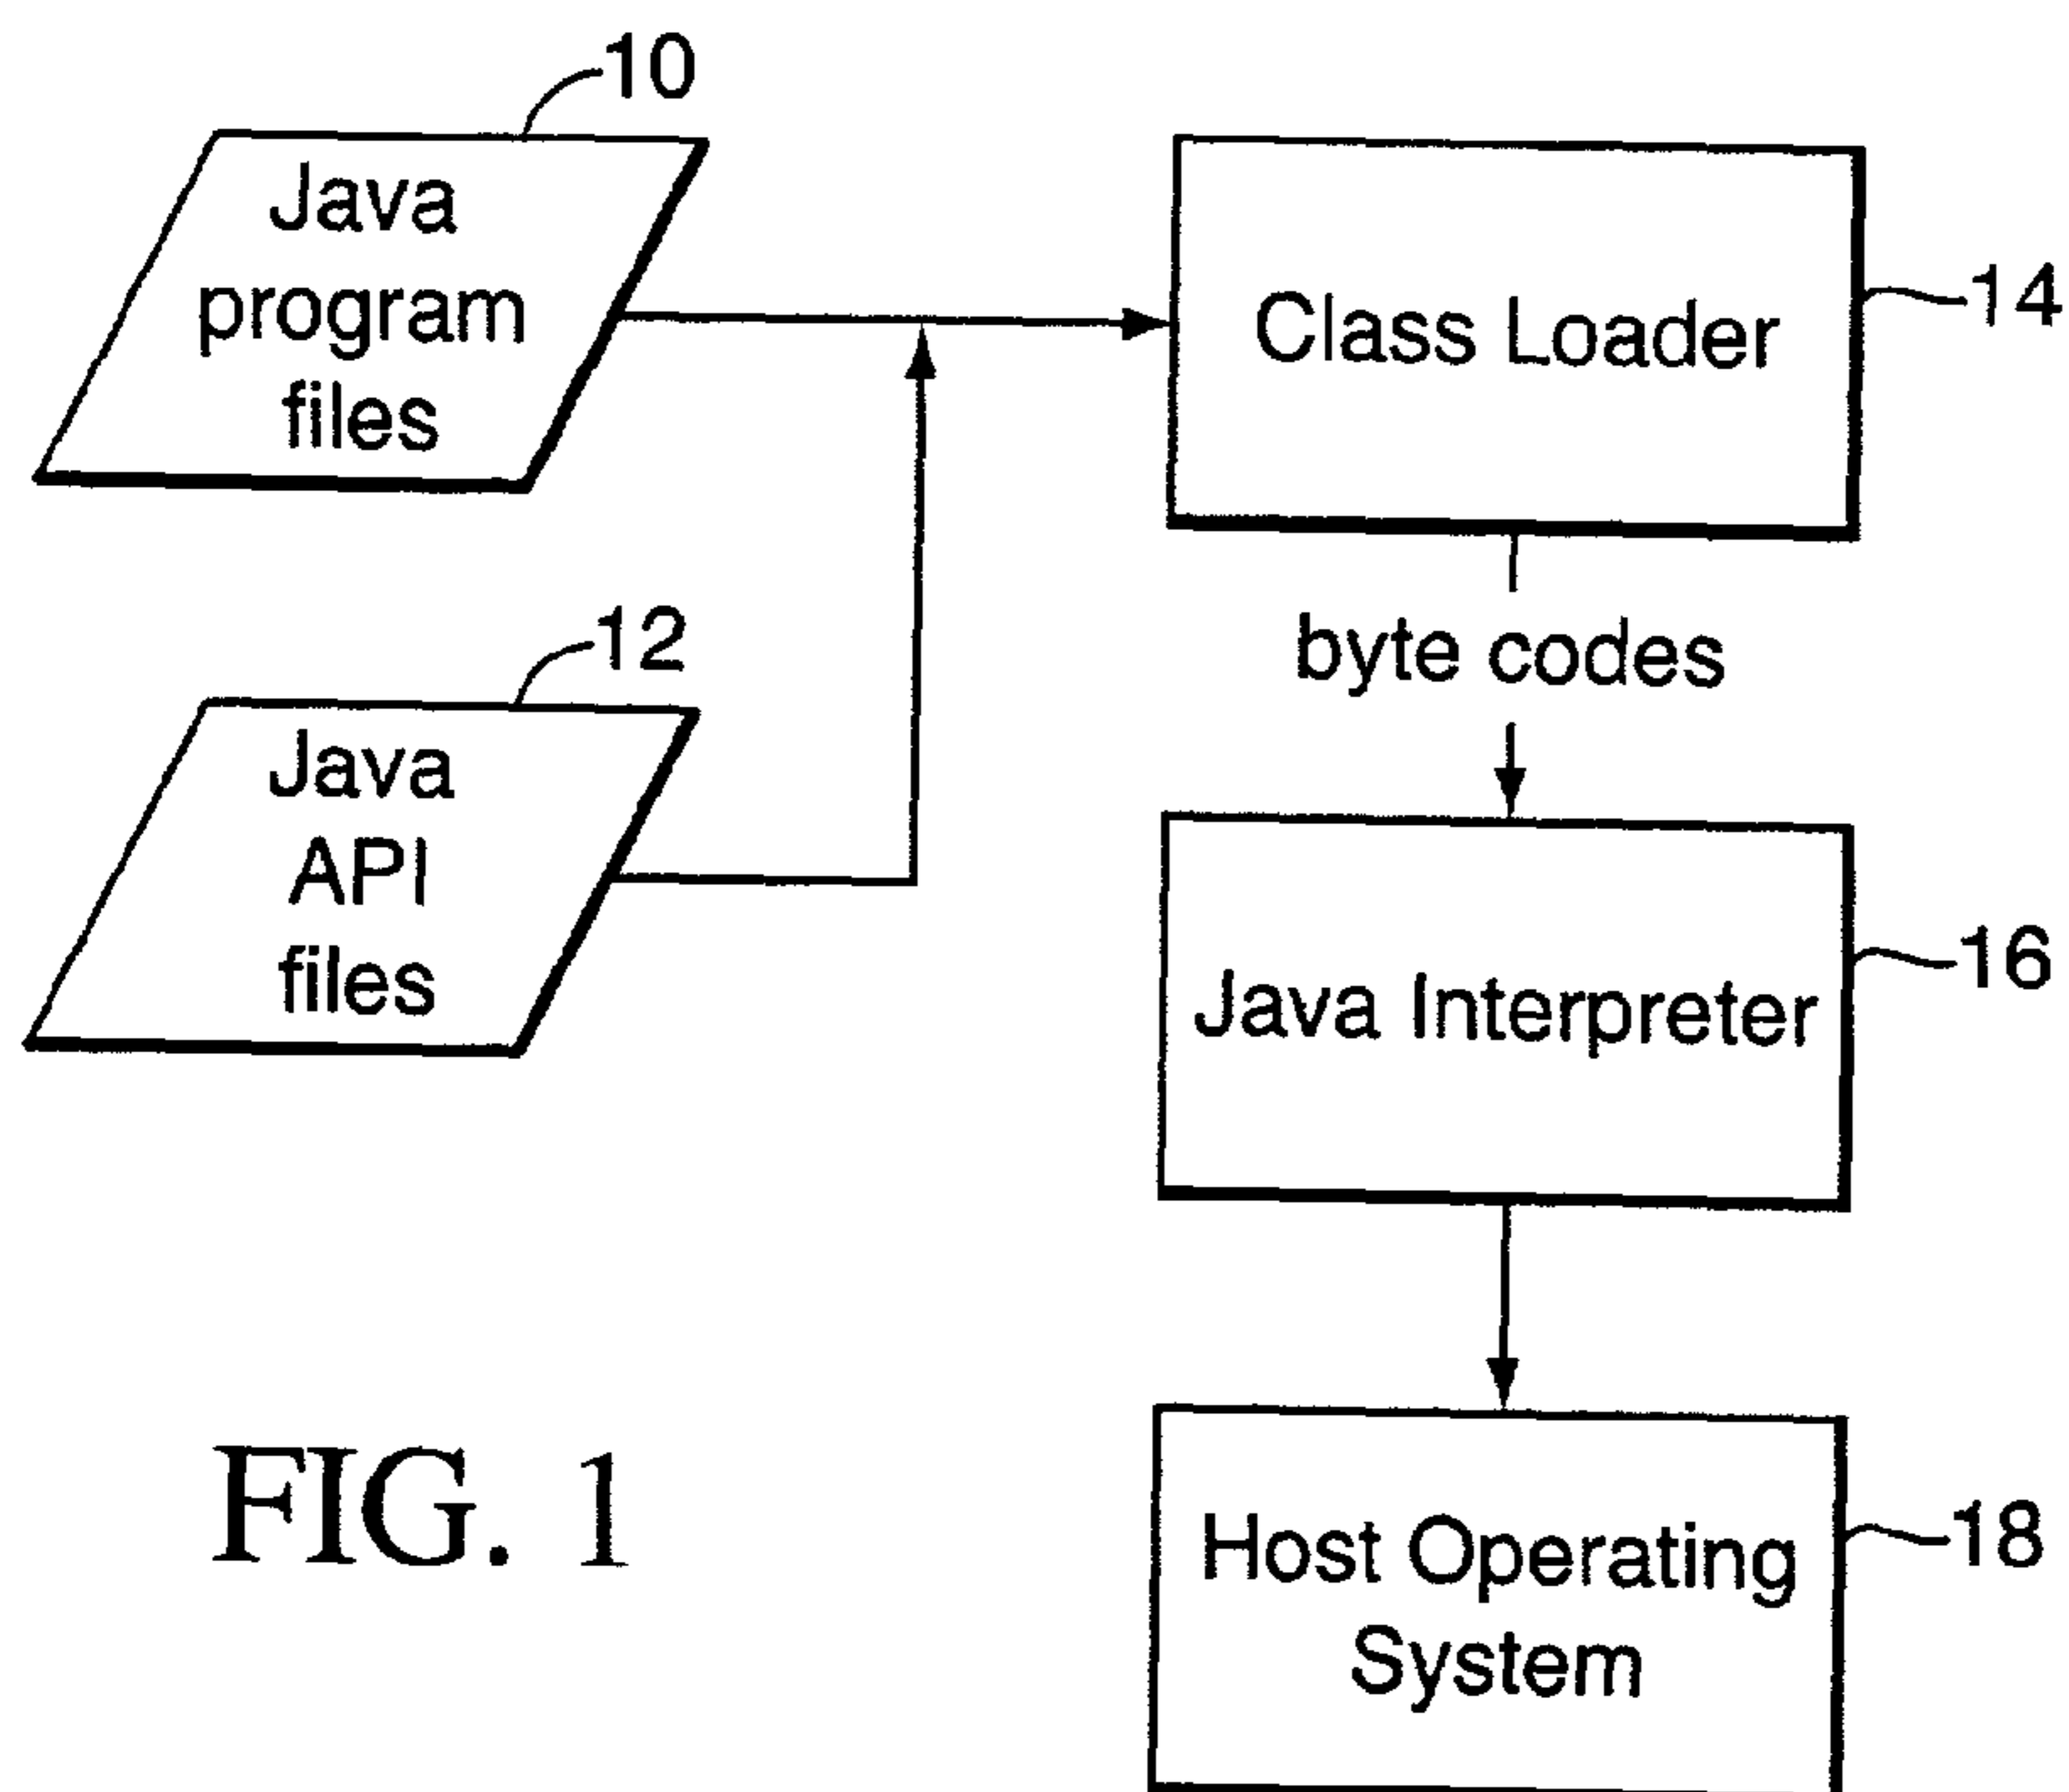 10
Java
program
files
Class Loader
14
byte codes
12
Java
API
files
Java Interpreter
16
FIG. 1
Host Operating
System
18